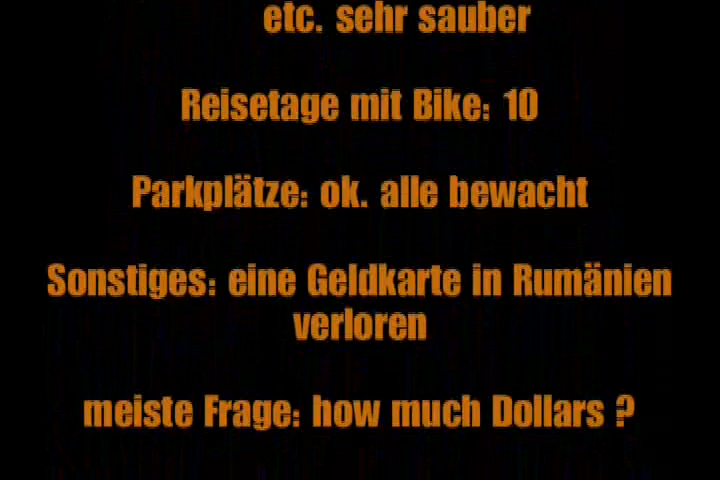 etc. sehr sauber
Reisetage mit Bike: 10
Parkplätze: ok. alle bewacht
Sonstiges: eine Geldkarte in Rumänien
verloren
meiste Frage: how much Dollars ?